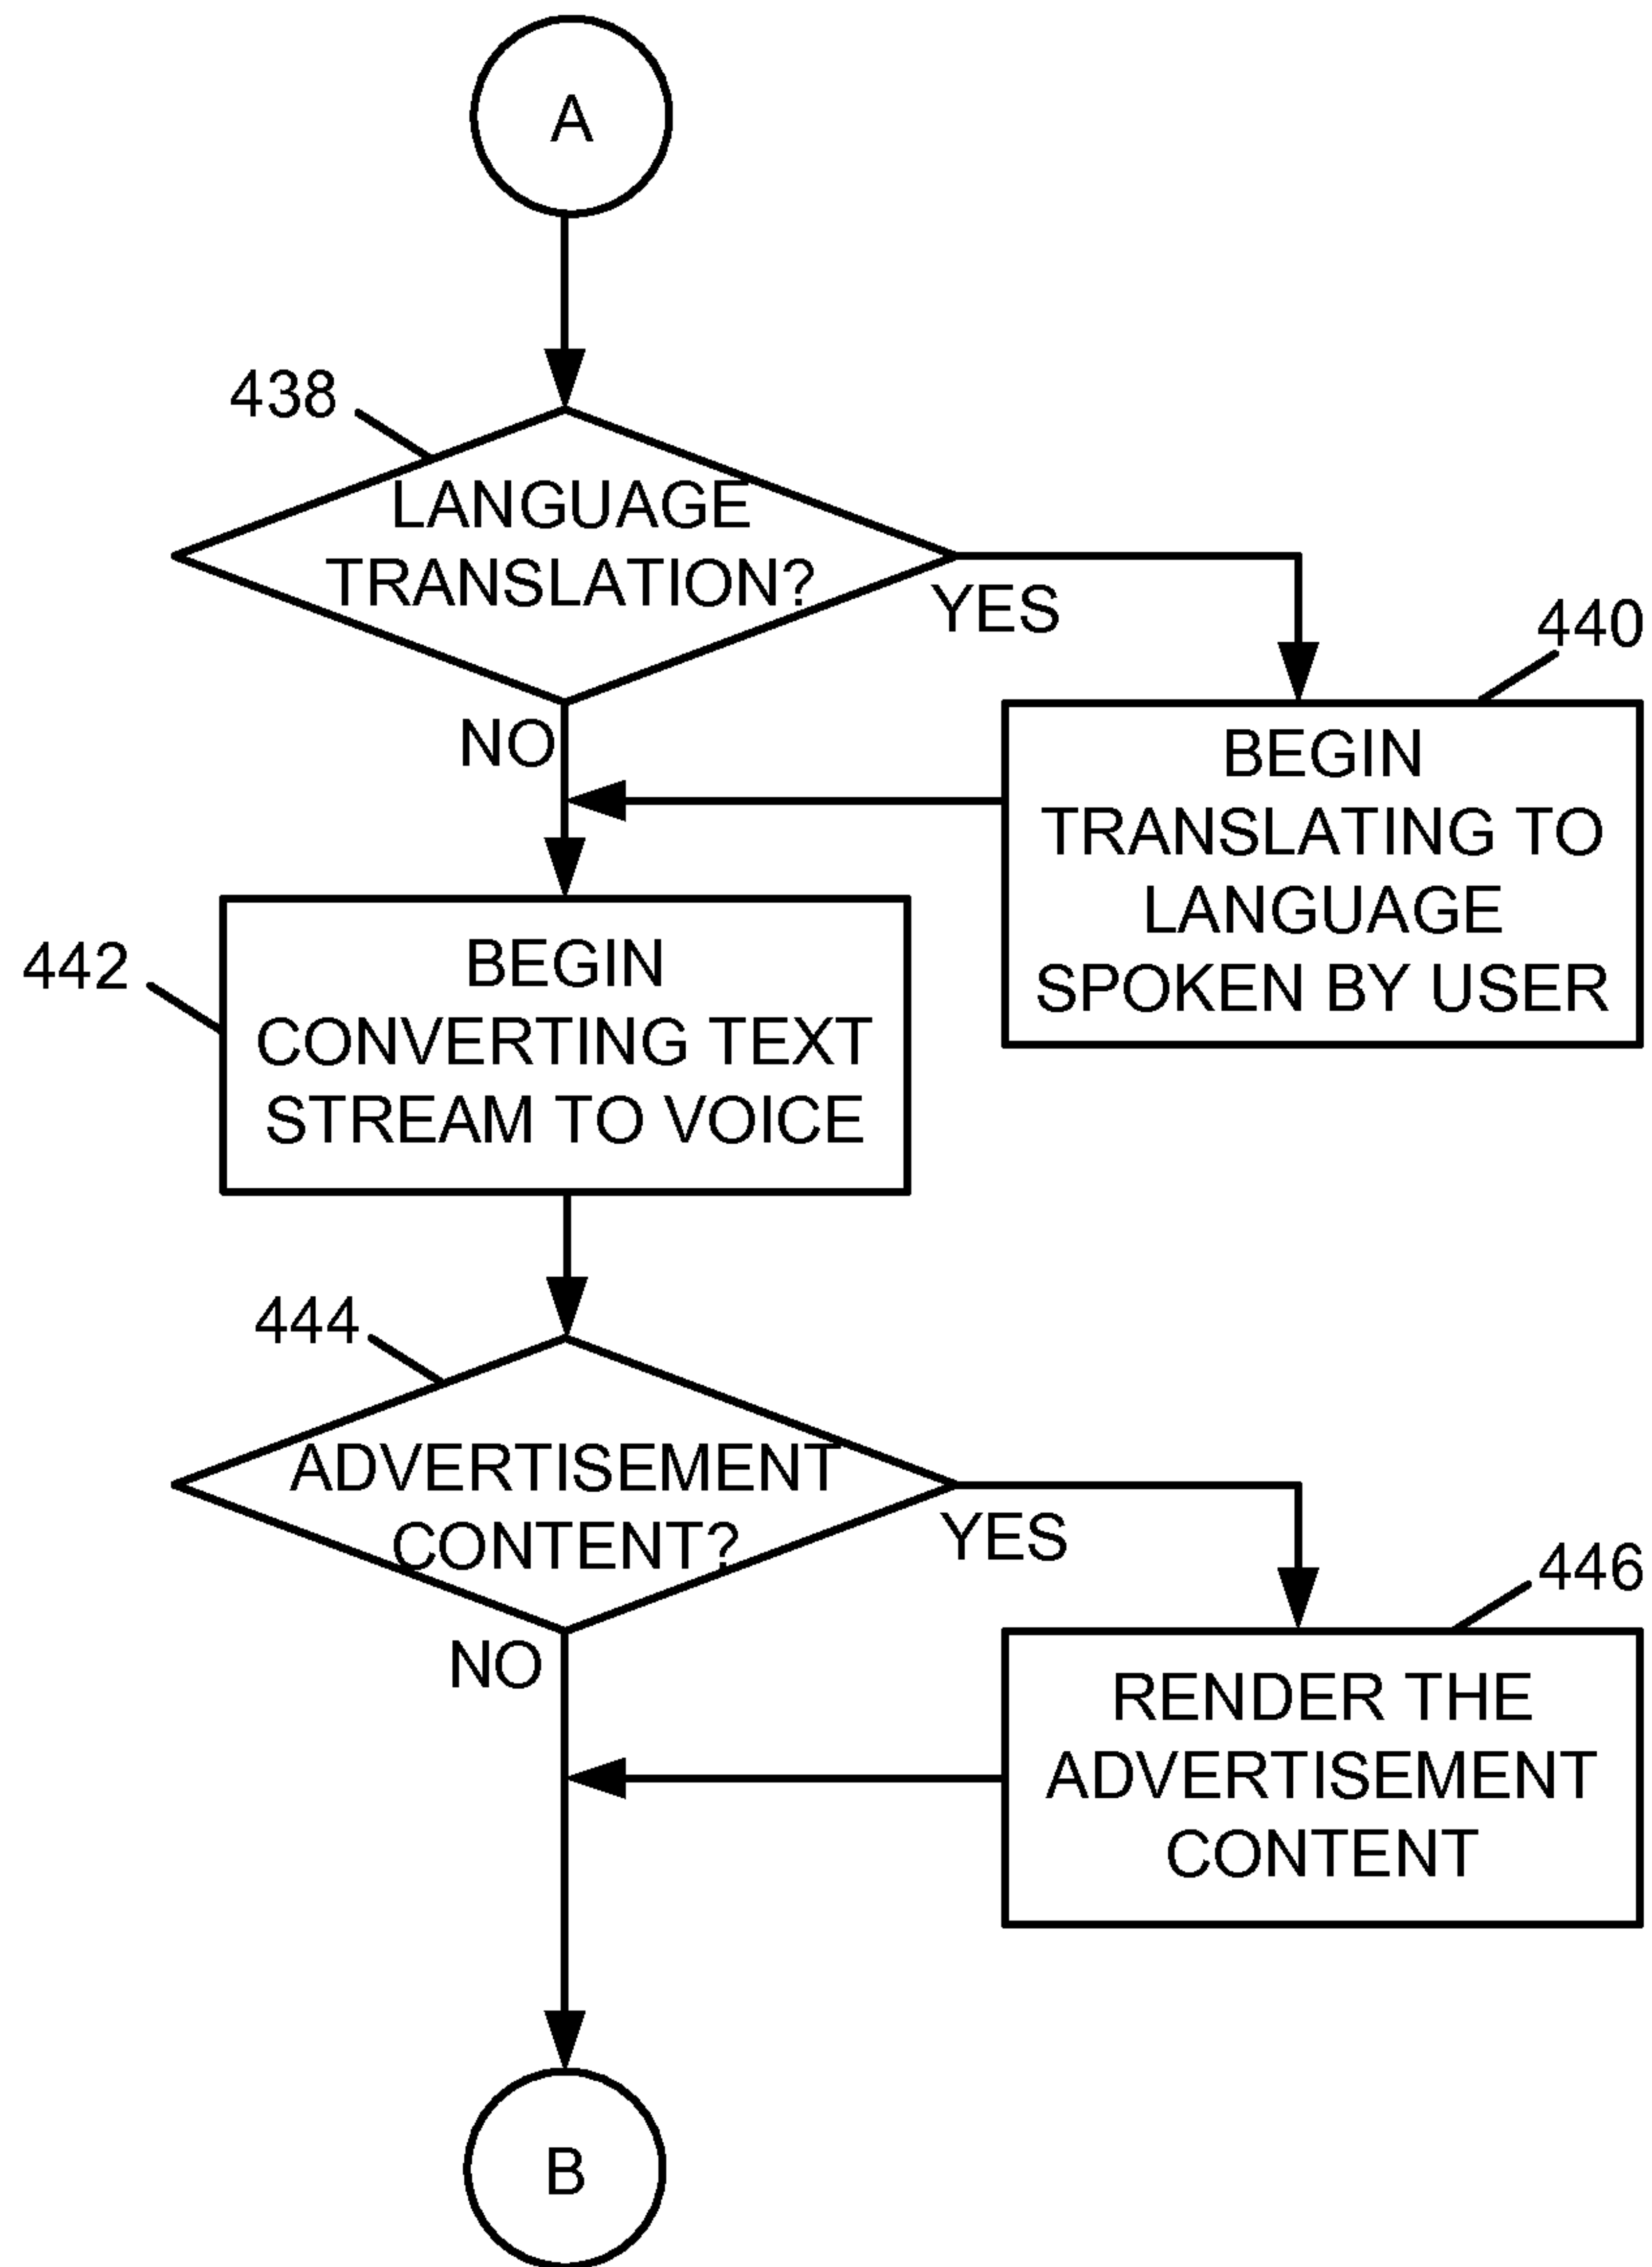 A
438
LANGUAGE
TRANSLATION?
YES
440
NO
BEGIN
TRANSLATING TO
LANGUAGE
SPOKEN BY USER
442
BEGIN
CONVERTING TEXT
STREAM TO VOICE
444
ADVERTISEMENT
CONTENT?
YES
446
NO
RENDER THE
ADVERTISEMENT
CONTENT
B